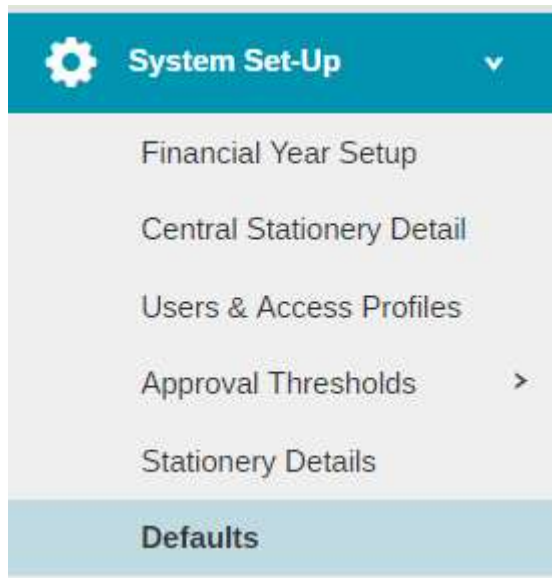 System Set-Up
Financial Year Setup
Central Stationery Detail
Users & Access Profiles
Approval Thresholds
Stationery Details
Defaults